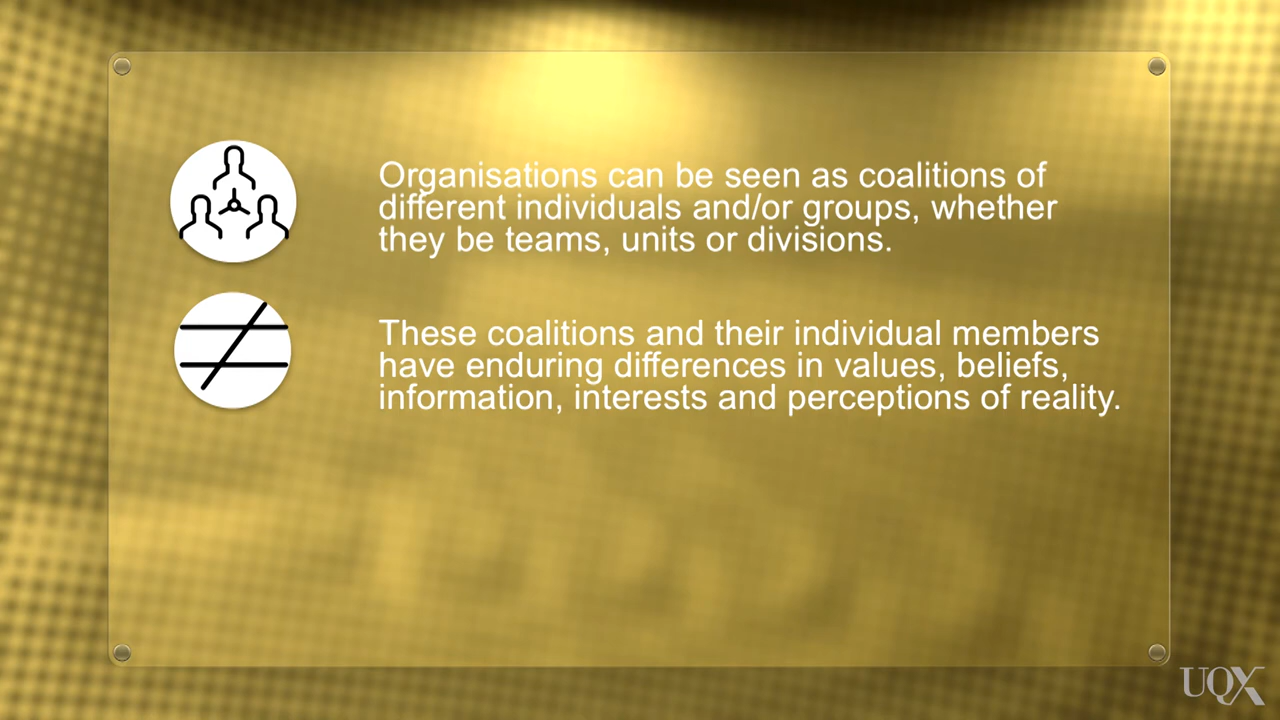 Organisations can be seen as coalitions of
different individuals and/or groups, whether
they be teams, units or divisions.
These coalitions and their individual members
have enduring differences in values, beliefs,
information, interests and perceptions of reality.
UQX